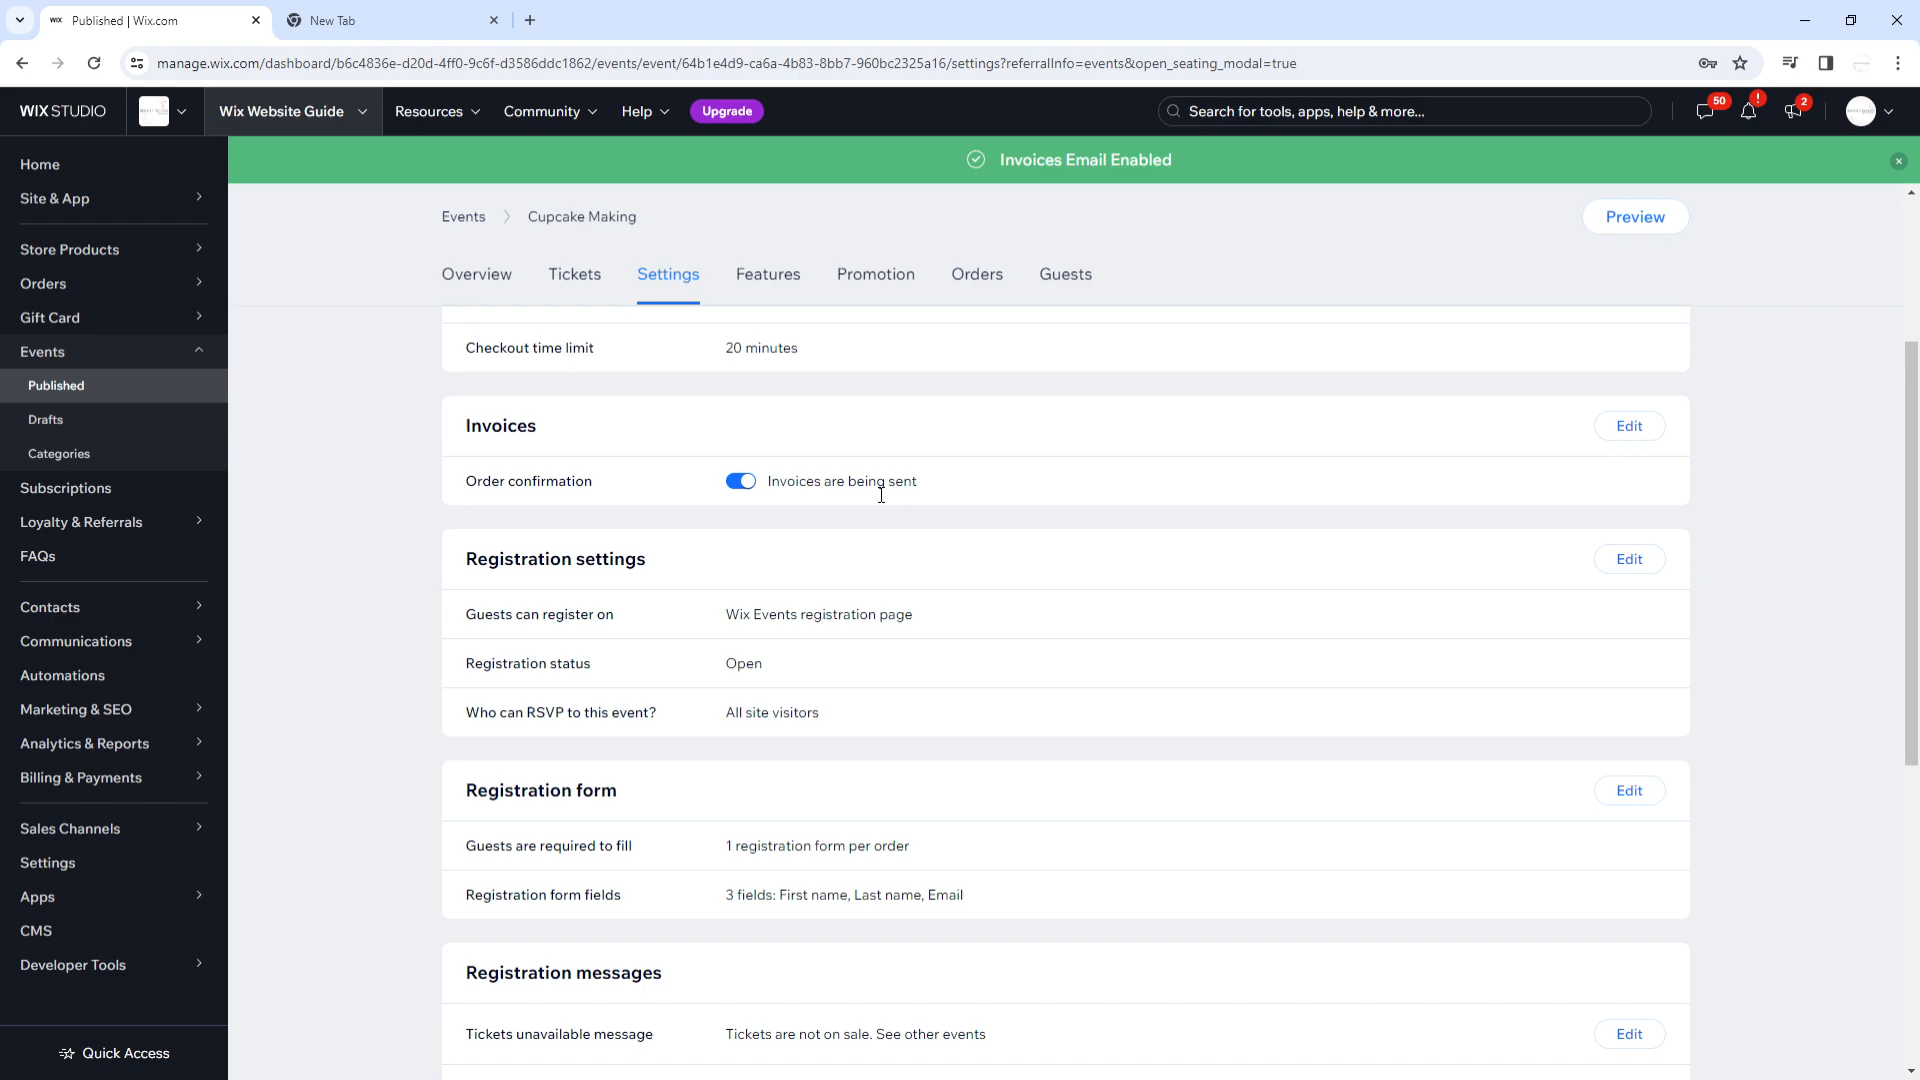 WIX Published | Wix.com
New Tab
manage.wix.com/dashboard/b6c4836e-d20d-4ff0-9c6f-d3586ddc1862/events/event/64b1e4d9-ca6a-4b83-8bb7-960bc2325a16/settings?referralInfo=events&open_seating_modal=true
WIX STUDIO
Wix Website Guide
Resources
Community
Help
Upgrade
Search for tools, apps, help & more...
50
!
2
Home
Site & App
Store Products
Orders
Gift Card
Events
Published
Drafts
Categories
Subscriptions
Loyalty & Referrals
FAQs
Contacts
Communications
Automations
Marketing & SEO
Analytics & Reports
Billing & Payments
Sales Channels
Settings
Apps
CMS
Developer Tools
Quick Access
Invoices Email Enabled
Events
Cupcake Making
Preview
Overview
Tickets
Settings
Features
Promotion
Orders
Guests
Checkout time limit 20 minutes
Invoices Edit
Order confirmation Invoices are being sent
Registration settings Edit
Guests can register on Wix Events registration page
Registration status Open
Who can RSVP to this event? All site visitors
Registration form Edit
Guests are required to fill 1 registration form per order
Registration form fields 3 fields: First name, Last name, Email
Registration messages
Tickets unavailable message Tickets are not on sale. See other events Edit